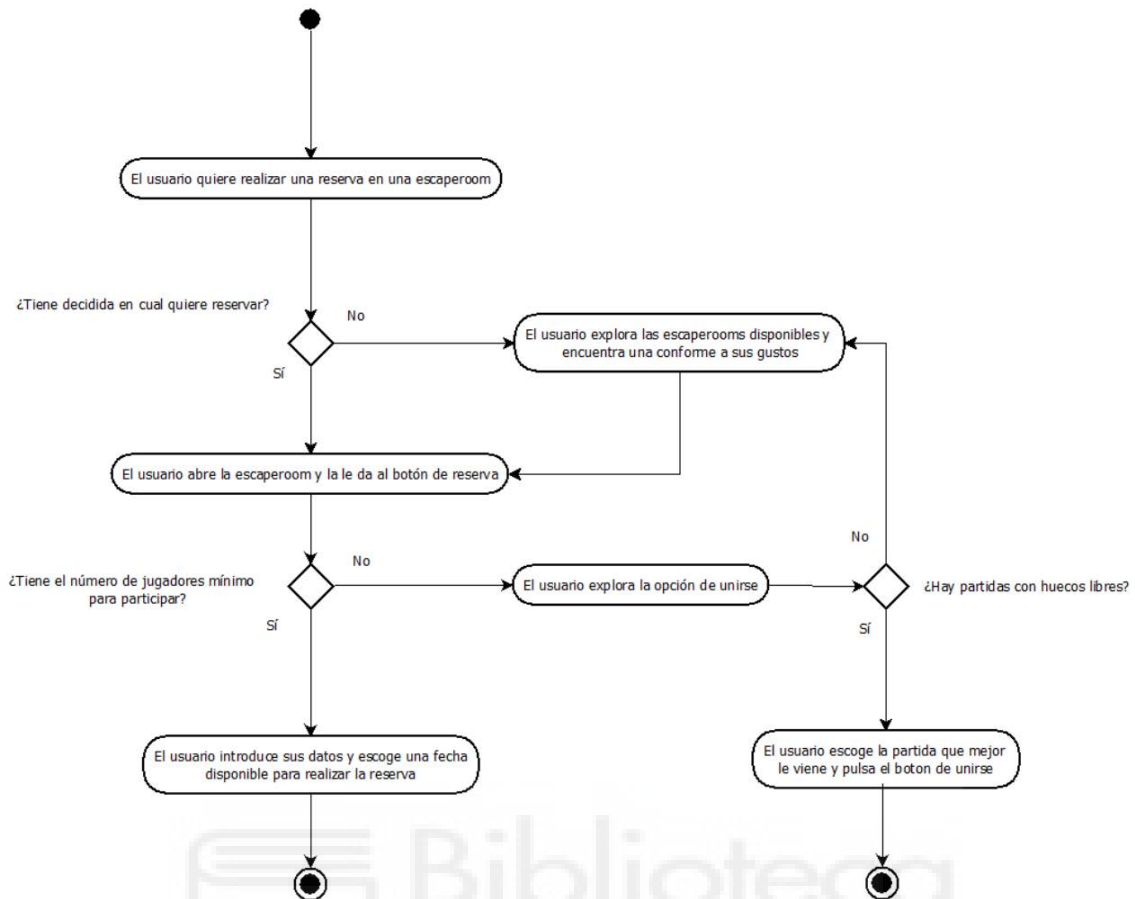 El usuario quiere realizar una reserva en una escaperoom
¿Tiene decidida en cual quiere reservar?
No
Sí
El usuario explora las escaperooms disponibles y
encuentra una conforme a sus gustos
El usuario abre la escaperoom y la le da al botón de reserva
¿Tiene el número de jugadores mínimo
para participar?
No
Sí
El usuario explora la opción de unirse
No
¿Hay partidas con huecos libres?
Sí
El usuario introduce sus datos y escoge una fecha
disponible para realizar la reserva
El usuario escoge la partida que mejor
le viene y pulsa el boton de unirse
Biblioteca